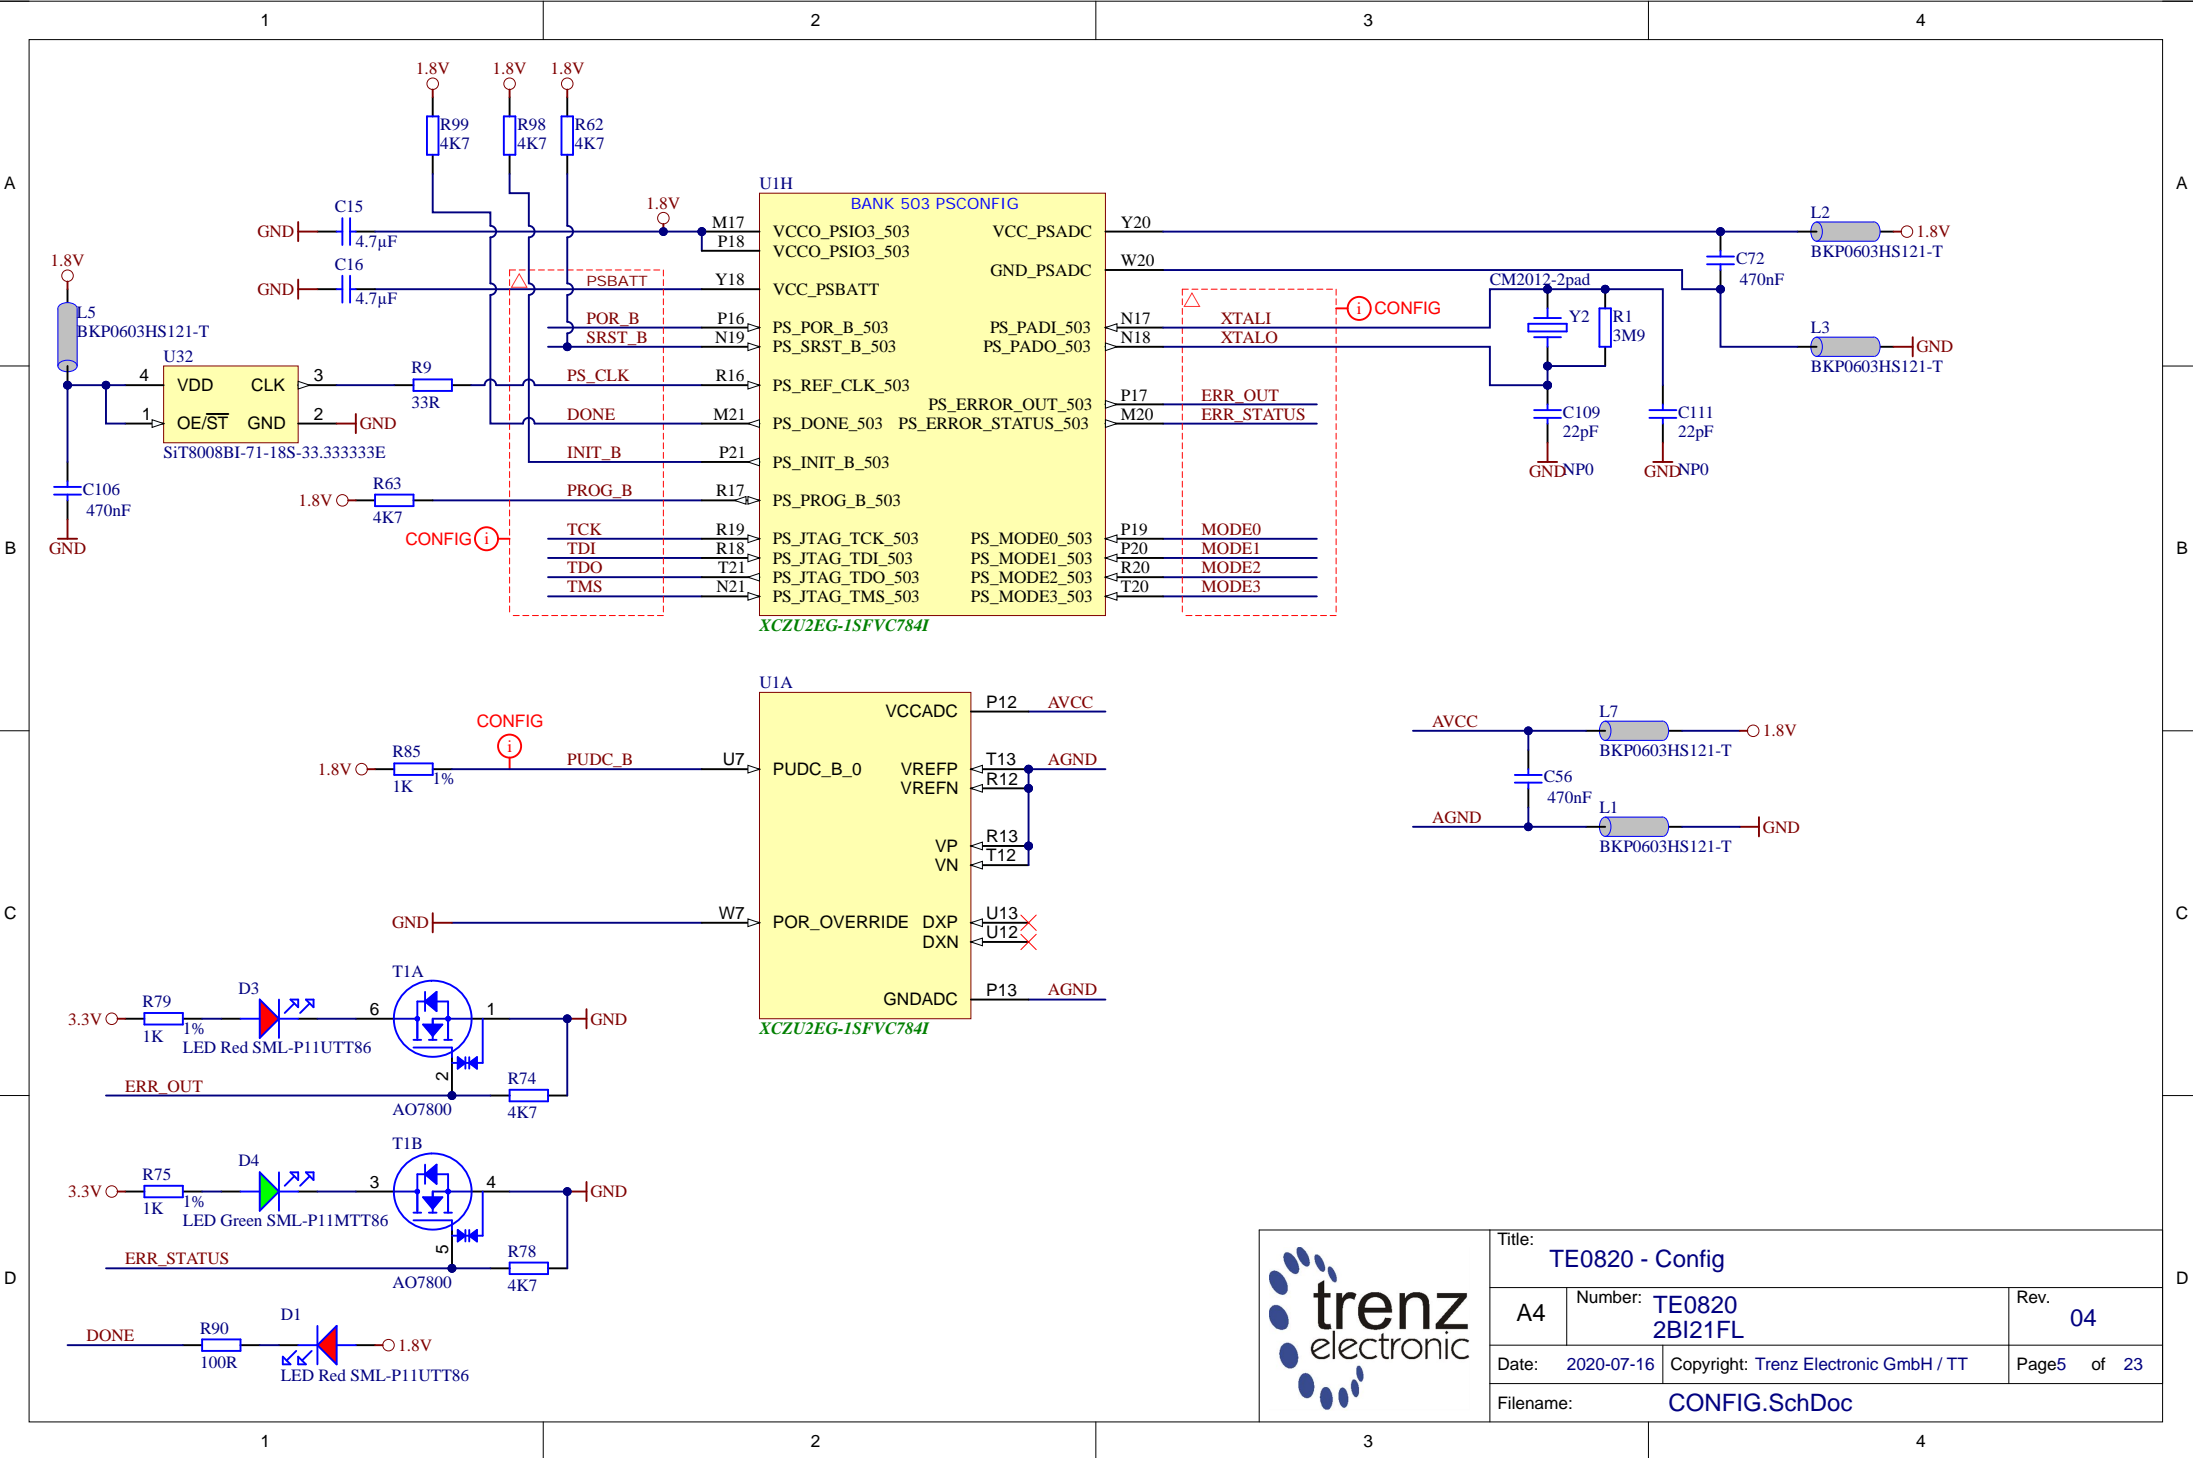 1 2 3 4
A
B
C
D
A
B
C
D
1.8V 1.8V 1.8V
R99 4K7
R98 4K7
R62 4K7
C15
4.7µF
GND
1.8V
C16
4.7µF
GND
1.8V
L5
BKP0603HS121-T
U32
4 VDD CLK 3
1 OE/ST GND 2
GND
SiT8008BI-71-18S-33.333333E
C106
470nF
GND
R9
33R
R63
1.8V
4K7
CONFIG i
PSBATT
POR_B
SRST_B
PS_CLK
DONE
INIT_B
PROG_B
TCK
TDI
TDO
TMS
U1H
BANK 503 PSCONFIG
M17 VCCO_PSIO3_503
P18 VCCO_PSIO3_503
Y18 VCC_PSBATT
P16 PS_POR_B_503
N19 PS_SRST_B_503
R16 PS_REF_CLK_503
M21 PS_DONE_503
P21 PS_INIT_B_503
R17 PS_PROG_B_503
R19 PS_JTAG_TCK_503
R18 PS_JTAG_TDI_503
T21 PS_JTAG_TDO_503
N21 PS_JTAG_TMS_503
VCC_PSADC Y20
GND_PSADC W20
PS_PADI_503 N17 XTALI
PS_PADO_503 N18 XTALO
PS_ERROR_OUT_503 P17 ERR_OUT
PS_ERROR_STATUS_503 M20 ERR_STATUS
PS_MODE0_503 P19 MODE0
PS_MODE1_503 P20 MODE1
PS_MODE2_503 R20 MODE2
PS_MODE3_503 T20 MODE3
XCZU2EG-1SFVC784I
i CONFIG
CM2012-2pad
Y2
R1
3M9
C109
22pF
GND NP0
C111
22pF
GND NP0
C72
470nF
L2
1.8V
BKP0603HS121-T
L3
GND
BKP0603HS121-T
U1A
CONFIG
i
R85
1.8V
1K
1%
PUDC_B
U7 PUDC_B_0
GND
W7 POR_OVERRIDE
VCCADC P12 AVCC
VREFP T13 AGND
VREFN R12
VP R13
VN T12
DXP U13
DXN U12
GNDADC P13 AGND
XCZU2EG-1SFVC784I
AVCC
L7
1.8V
BKP0603HS121-T
C56
470nF
AGND
L1
GND
BKP0603HS121-T
T1A
D3
R79
3.3V
1K
1%
LED Red SML-P11UTT86
6 1
2
GND
ERR_OUT
R74
4K7
AO7800
T1B
D4
R75
3.3V
1K
1%
LED Green SML-P11MTT86
3 4
5
GND
ERR_STATUS
R78
4K7
AO7800
D1
DONE
R90
100R
1.8V
LED Red SML-P11UTT86
trenz
electronic
Title:
TE0820 - Config
A4
Number: TE0820
2BI21FL
Rev.
04
Date: 2020-07-16 Copyright: Trenz Electronic GmbH / TT Page5 of 23
Filename: CONFIG.SchDoc
1 2 3 4